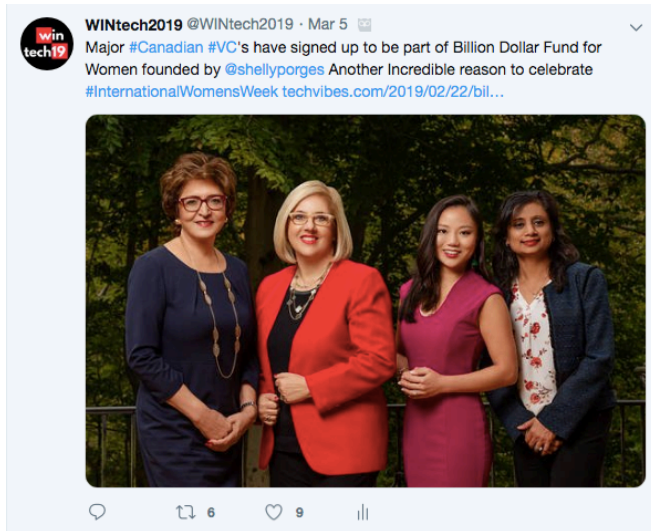 win
tech19
WINtech2019 @WINtech2019 · Mar 5
Major #Canadian #VC's have signed up to be part of Billion Dollar Fund for
Women founded by @shellyporges Another Incredible reason to celebrate
#InternationalWomensWeek techvibes.com/2019/02/22/bil...
6
9